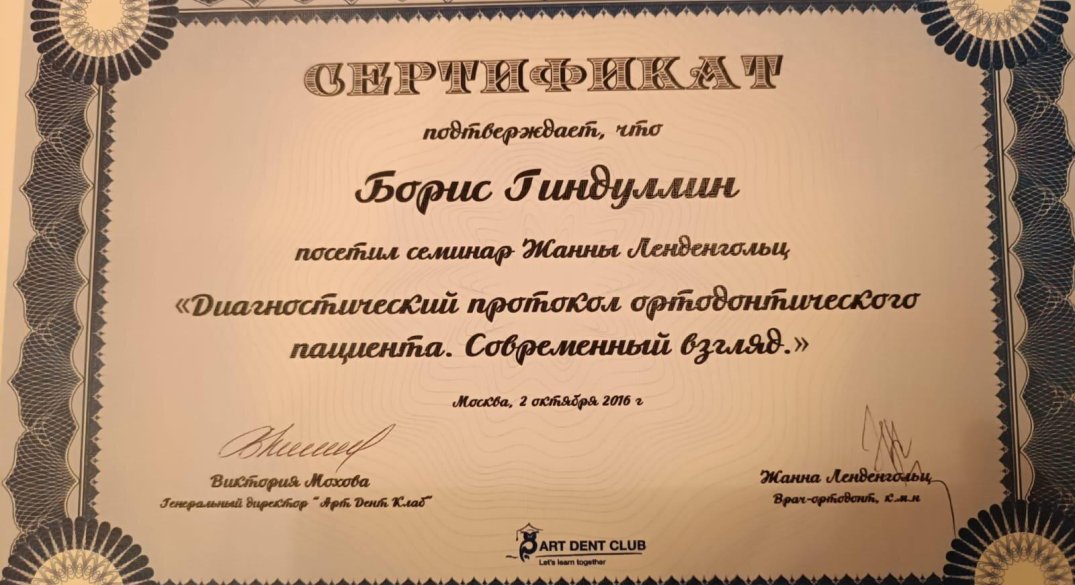 СЕРТИФИКАТ
подтверждает, что
Борис Гиндуллин
посетил семинар Жанны Ленденгольц
«Диагностический протокол ортодонтического
пациента. Современный взгляд.»
Москва, 2 октября 2016 г
Виктория Мохова
Генеральный директор "Арт Дент Клаб"
Жанна Ленденгольц
Врач-ортодонт, к.м.н
ART DENT CLUB
Let's learn together